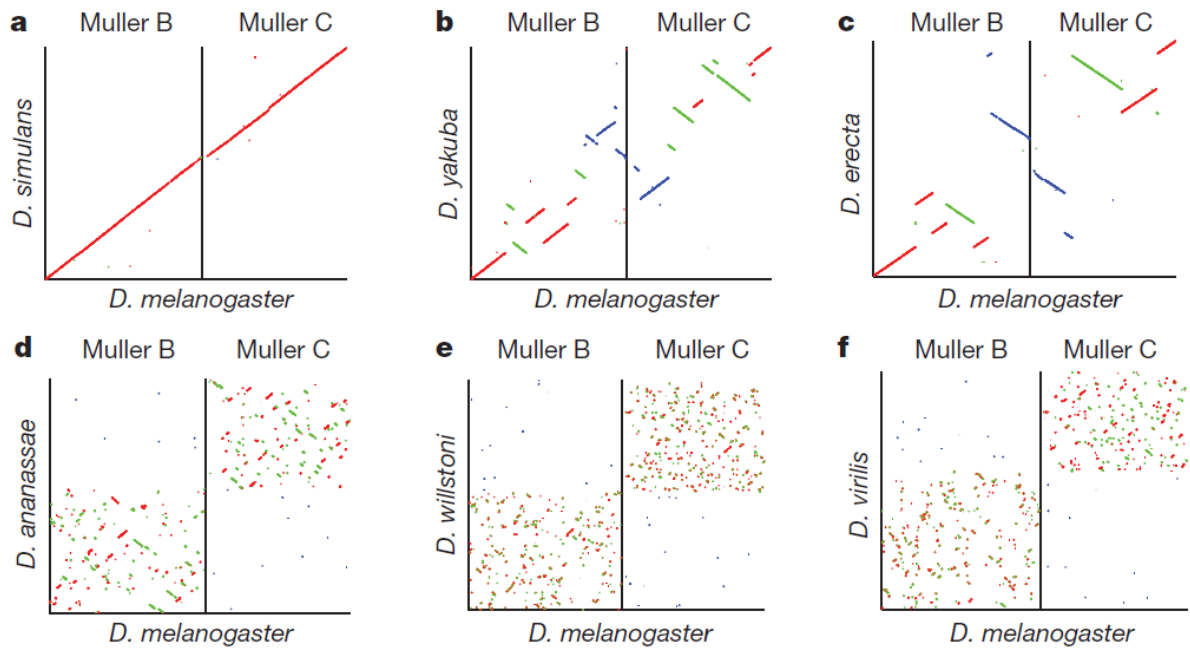 a Muller B Muller C
D. simulans
D. melanogaster
b Muller B Muller C
D. yakuba
D. melanogaster
c Muller B Muller C
D. erecta
D. melanogaster
d Muller B Muller C
D. ananassae
D. melanogaster
e Muller B Muller C
D. willstoni
D. melanogaster
f Muller B Muller C
D. virilis
D. melanogaster